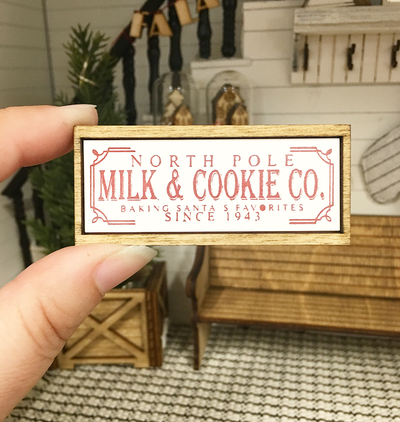 NORTH POLE
MILK & COOKIE CO.
BAKING SANTA'S FAVORITES
SINCE 1943